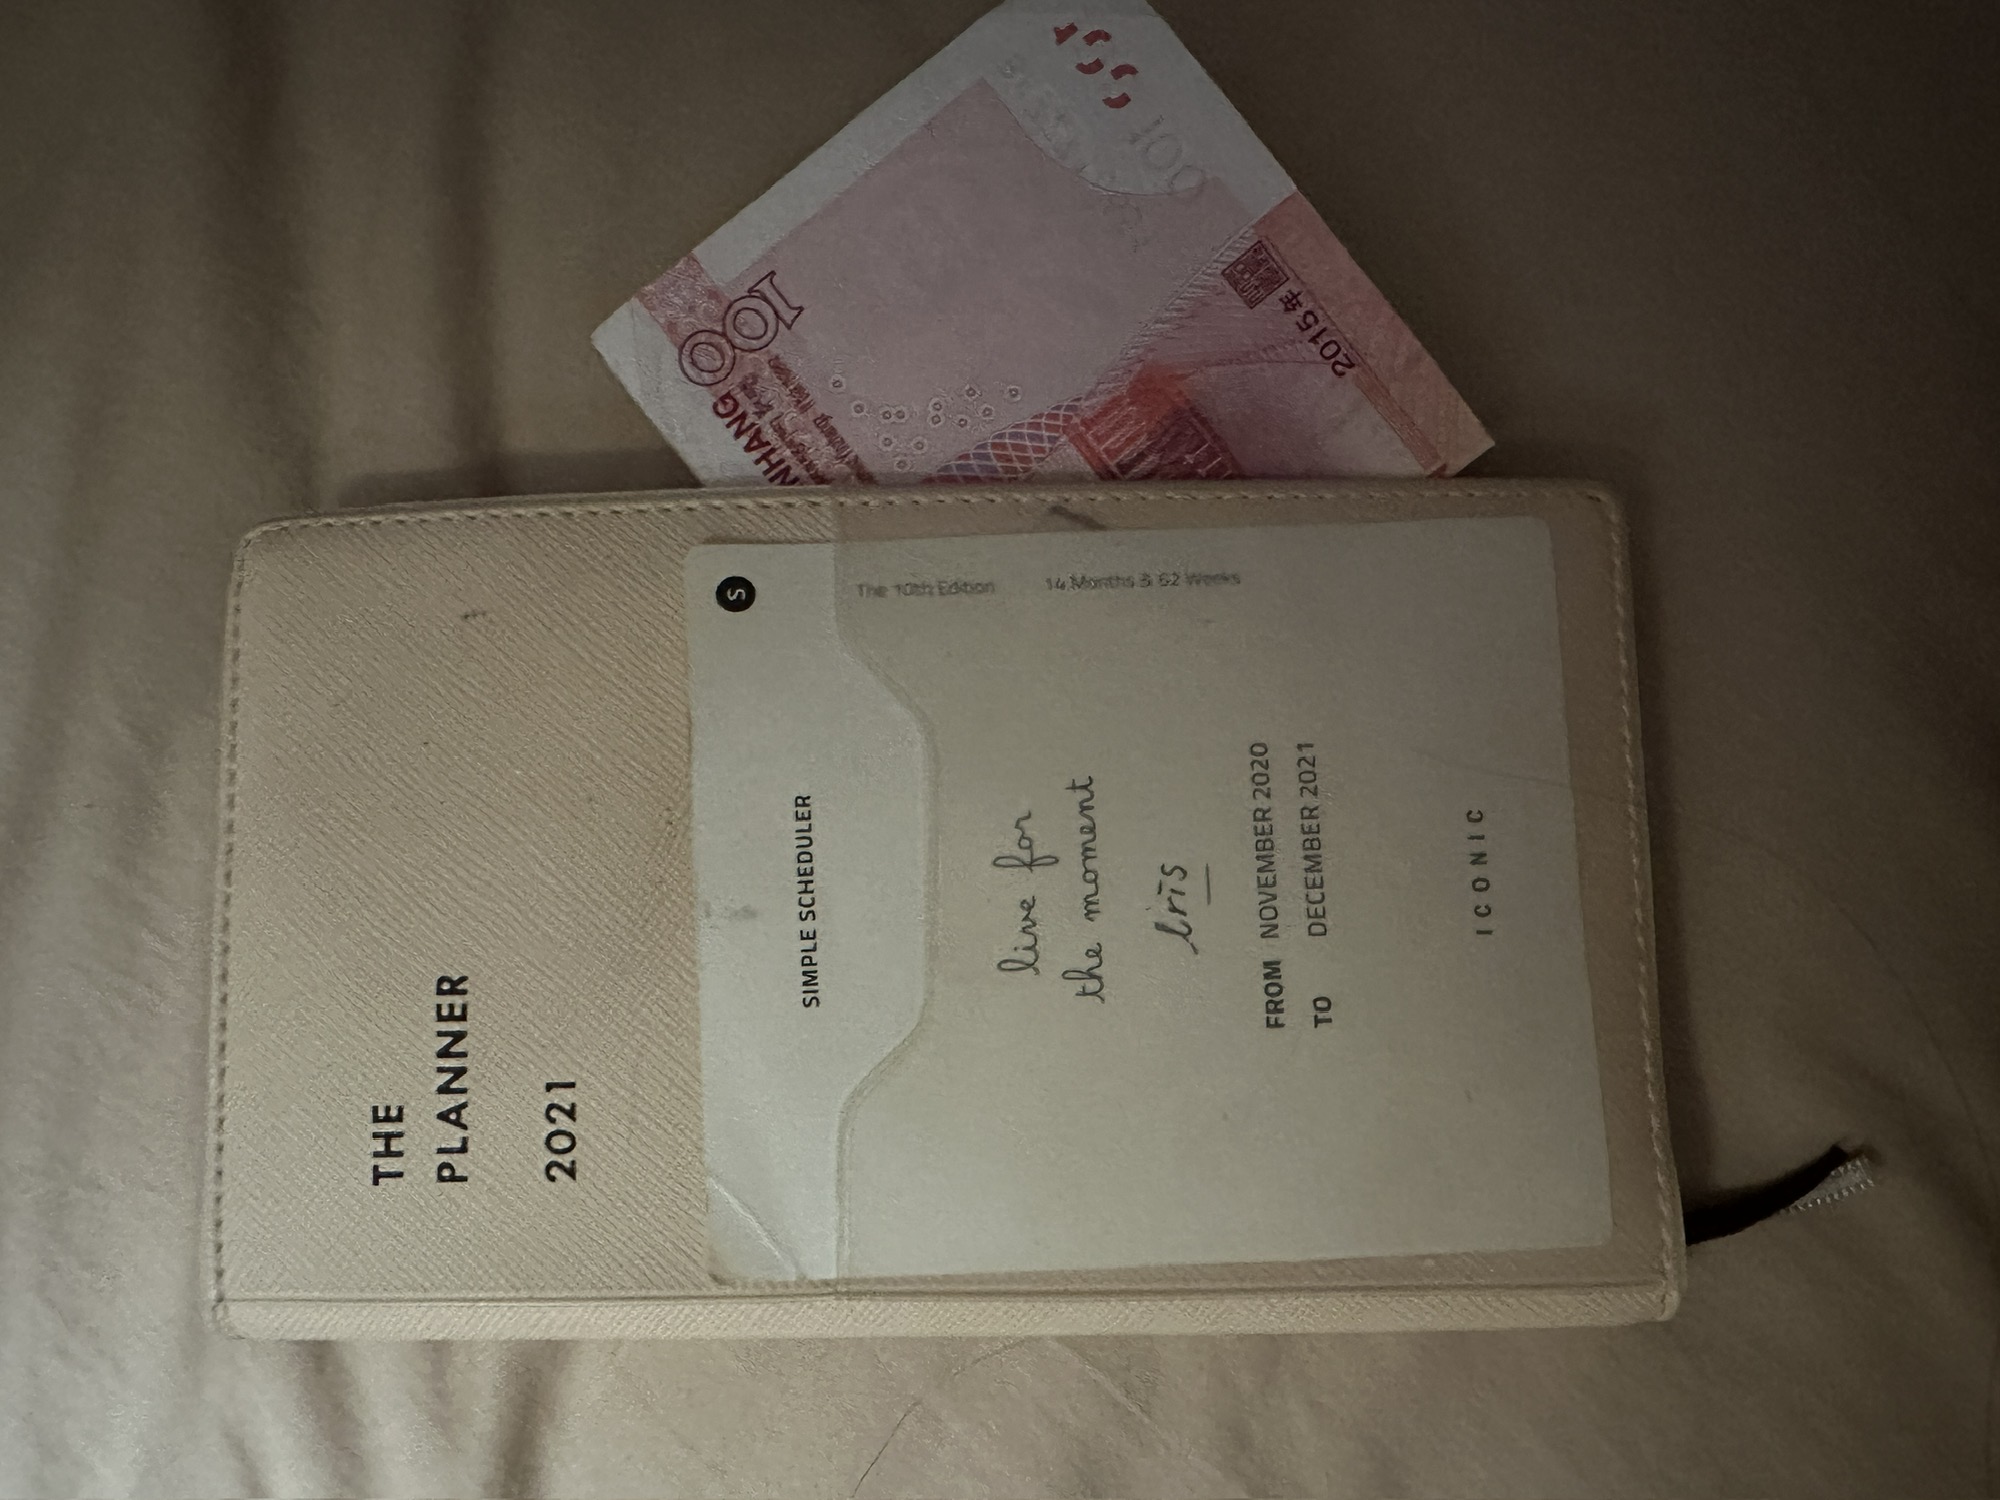 THE
PLANNER
2021
S
SIMPLE SCHEDULER
The 10th Edition
14 Months & 62 Weeks
live for
the moment
Iris
FROM NOVEMBER 2020
TO DECEMBER 2021
ICONIC
100
NHANG
2015年
100